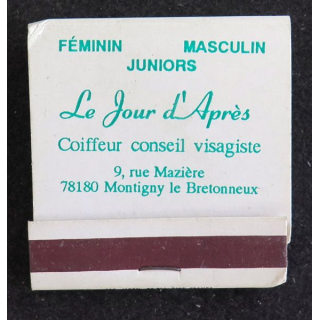 FÉMININ MASCULIN
JUNIORS
Le Jour d'Après
Coiffeur conseil visagiste
9, rue Mazière
78180 Montigny le Bretonneux